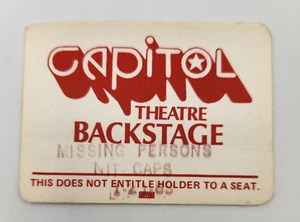 CAPITOL
THEATRE
BACKSTAGE
MISSING PERSONS
NIT CAPS
THIS DOES NOT ENTITLE HOLDER TO A SEAT.